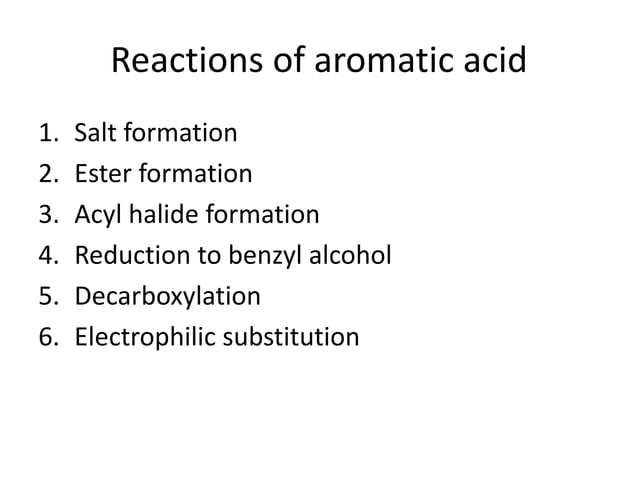 Reactions of aromatic acid
1. Salt formation
2. Ester formation
3. Acyl halide formation
4. Reduction to benzyl alcohol
5. Decarboxylation
6. Electrophilic substitution